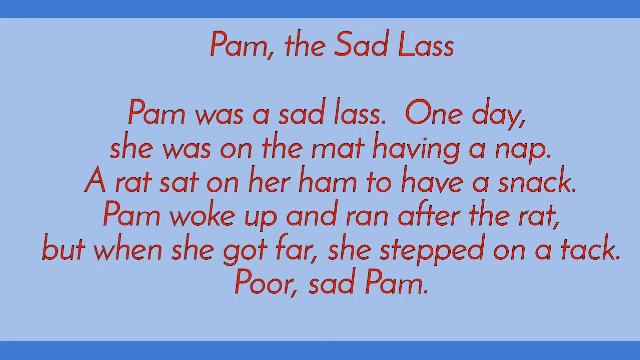 Pam, the Sad Lass
Pam was a sad lass.  One day,
she was on the mat having a nap.
A rat sat on her ham to have a snack.
Pam woke up and ran after the rat,
but when she got far, she stepped on a tack.
Poor, sad Pam.